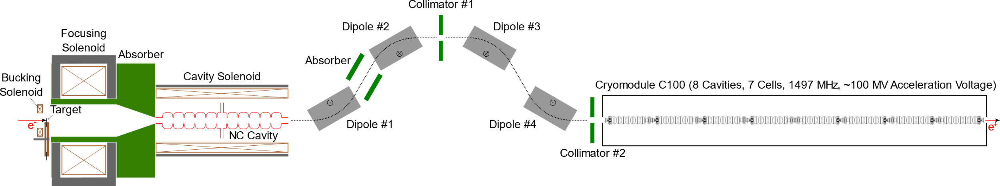 Collimator #1
Dipole #2
Dipole #3
Focusing
Solenoid
Absorber
Absorber
Bucking
Solenoid
Cavity Solenoid
Cryomodule C100 (8 Cavities, 7 Cells, 1497 MHz, ~100 MV Acceleration Voltage)
Target
e-
Dipole #1
Dipole #4
e+
NC Cavity
Collimator #2